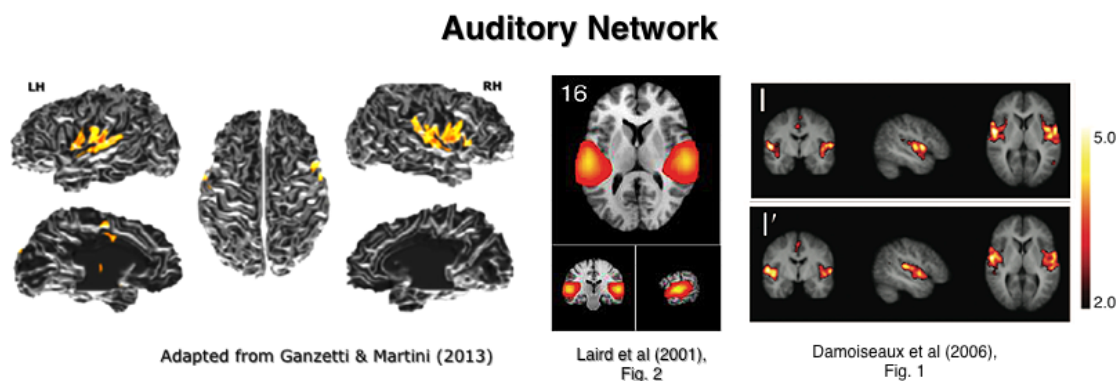 Auditory Network
LH
RH
16
I
5.0
I'
2.0
Adapted from Ganzetti & Martini (2013)
Laird et al (2001),
Fig. 2
Damoiseaux et al (2006),
Fig. 1